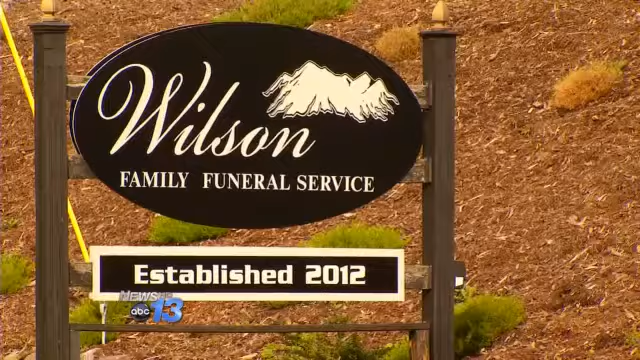 Wilson
FAMILY FUNERAL SERVICE
Established 2012
NEWS
abc 13